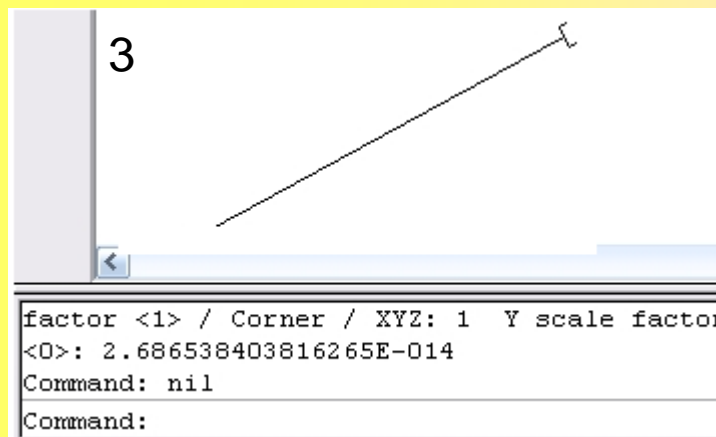 3
factor <1> / Corner / XYZ: 1 Y scale factor
<0>: 2.686538403816265E-014
Command: nil
Command: